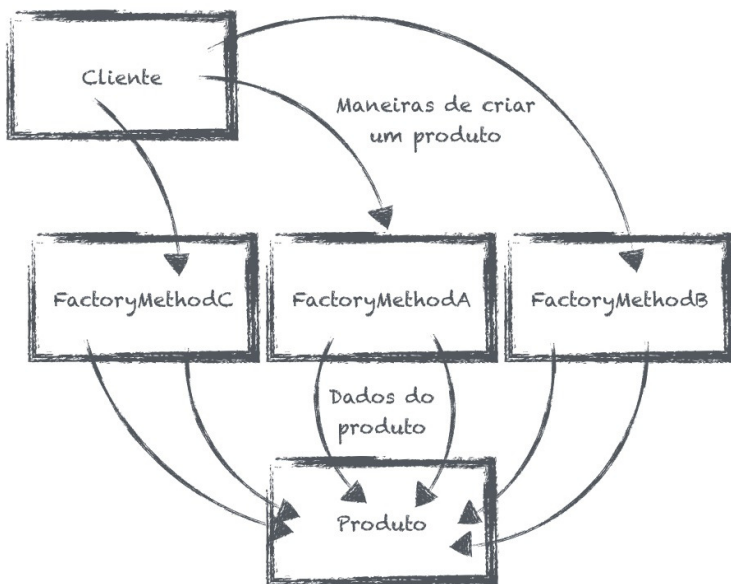 Cliente
Maneiras de criar
um produto
FactoryMethodC
FactoryMethodA
FactoryMethodB
Dados do
produto
Produto